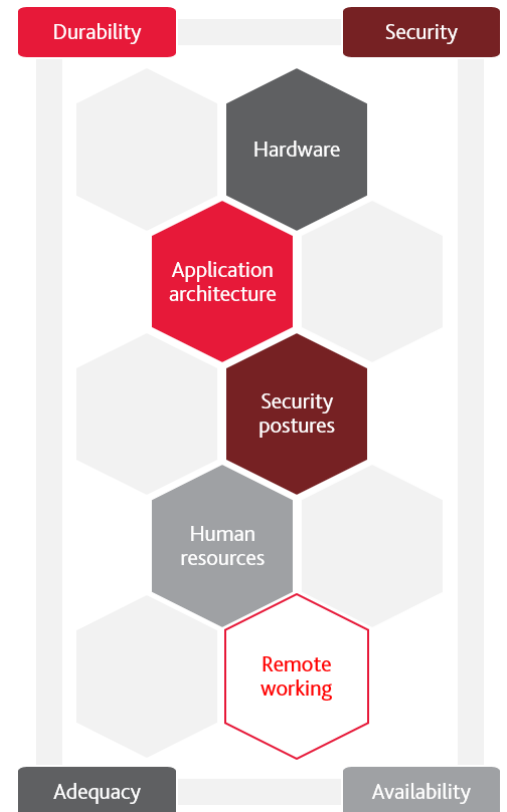 Durability
Security
Hardware
Application
architecture
Security
postures
Human
resources
Remote
working
Adequacy
Availability